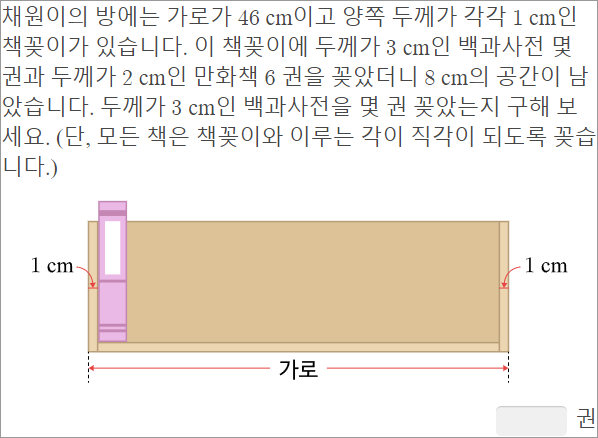 채원이의 방에는 가로가 46 cm이고 양쪽 두께가 각각 1 cm인
책꽂이가 있습니다. 이 책꽂이에 두께가 3 cm인 백과사전 몇
권과 두께가 2 cm인 만화책 6 권을 꽂았더니 8 cm의 공간이 남
았습니다. 두께가 3 cm인 백과사전을 몇 권 꽂았는지 구해 보
세요. (단, 모든 책은 책꽂이와 이루는 각이 직각이 되도록 꽂습
니다.)
1 cm
1 cm
가로
권